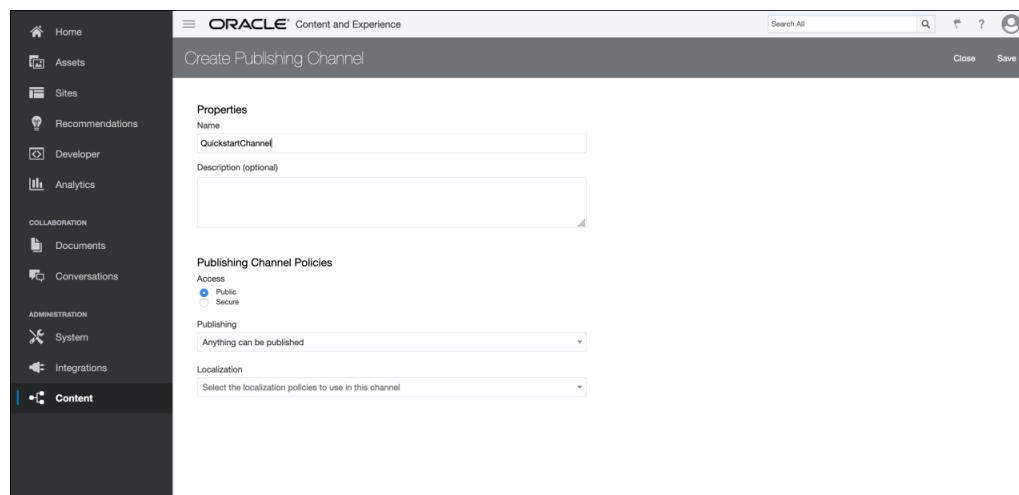 Home
Assets
Sites
Recommendations
Developer
Analytics
COLLABORATION
Documents
Conversations
ADMINISTRATION
System
Integrations
Content
ORACLE® Content and Experience
Search All
?
Create Publishing Channel
Close Save
Properties
Name
QuickstartChannel
Description (optional)
Publishing Channel Policies
Access
Public
Secure
Publishing
Anything can be published
Localization
Select the localization policies to use in this channel